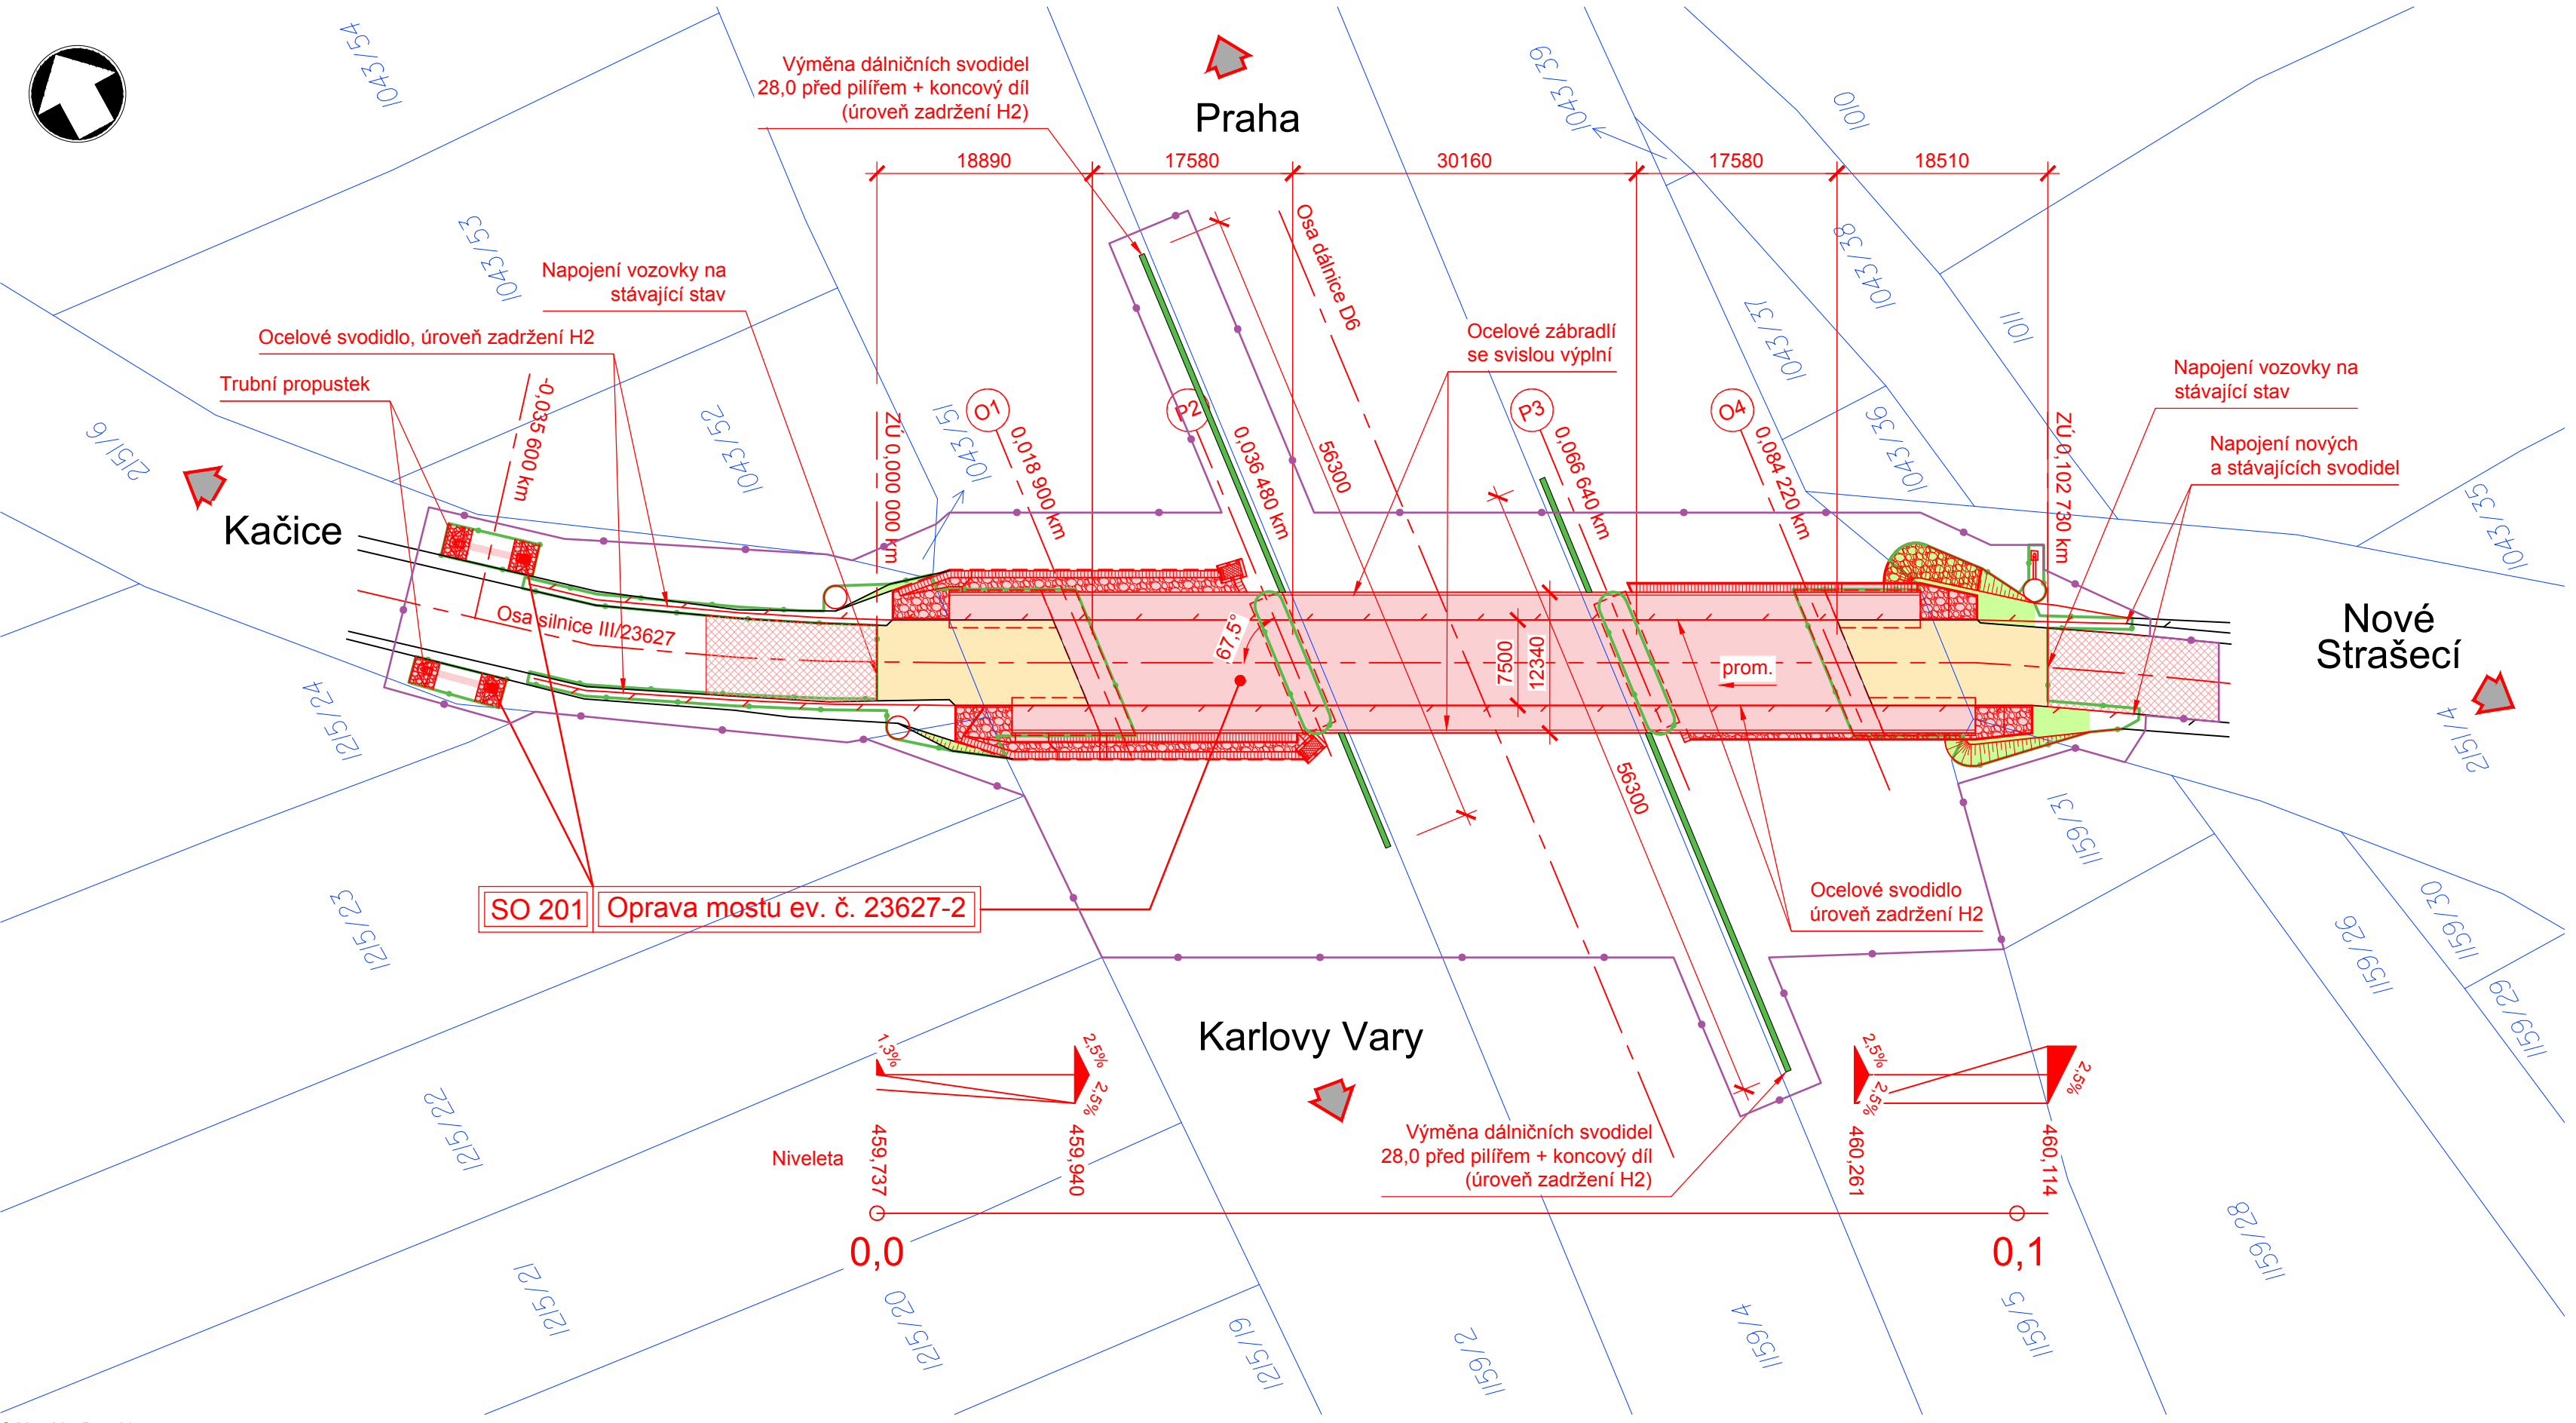 1043/54
Výměna dálničních svodidel
28,0 před pilířem + koncový díl
(úroveň zadržení H2)
Praha
1043/39
1010
18890
17580
30160
17580
18510
1043/53
Napojení vozovky na
stávající stav
Osa dálnice D6
1043/38
1043/37
1011
Ocelové svodidlo, úroveň zadržení H2
Ocelové zábradlí
se svislou výplní
Napojení vozovky na
stávající stav
Trubní propustek
-0,035 600 km
2151/6
1043/52
ZÚ 0,000 000 km
1043/51
O1
0,018 900 km
P2
0,036 480 km
56300
P3
0,066 640 km
O4
0,084 220 km
1043/36
ZÚ 0,102 730 km
Napojení nových
a stávajících svodidel
1043/35
Kačice
Osa silnice III/23627
67,5°
7500
12340
prom.
Nové
Strašecí
1215/24
2151/4
56300
1159/31
SO 201
Oprava mostu ev. č. 23627-2
Ocelové svodidlo
úroveň zadržení H2
1215/23
1159/30
1159/26
1159/29
Karlovy Vary
1,3%
2,5%
2,5%
2,5%
2,5%
2,5%
1215/22
Niveleta
459,737
459,940
460,261
460,114
Výměna dálničních svodidel
28,0 před pilířem + koncový díl
(úroveň zadržení H2)
0,0
0,1
1159/28
1215/21
1215/20
1215/19
1159/2
1159/4
1159/5